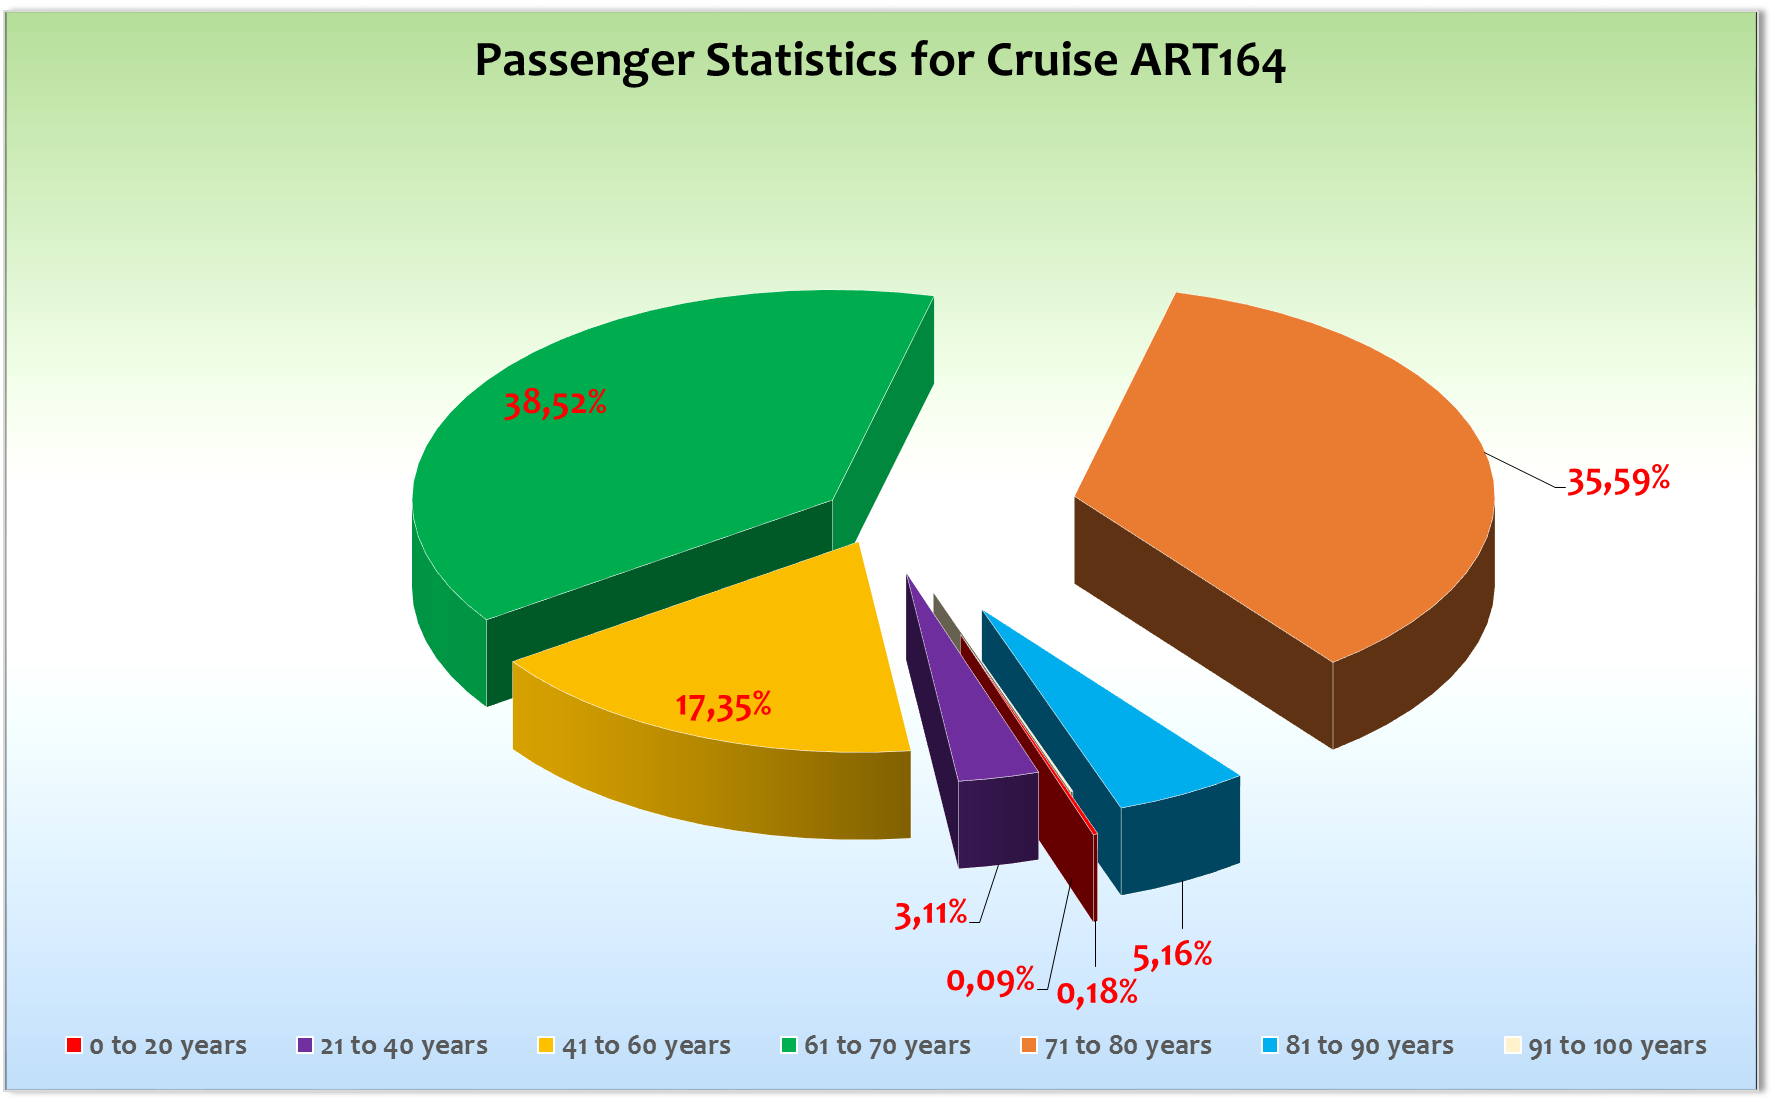 Passenger Statistics for Cruise ART164
38,52%
35,59%
17,35%
3,11%
5,16%
0,09%
0,18%
0 to 20 years
21 to 40 years
41 to 60 years
61 to 70 years
71 to 80 years
81 to 90 years
91 to 100 years